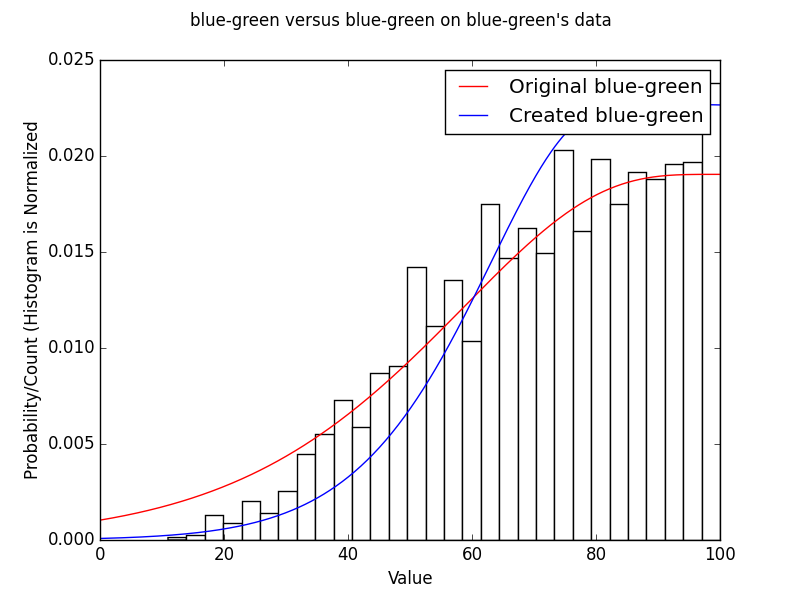 blue-green versus blue-green on blue-green's data
Original blue-green
Created blue-green
0.025
0.020
0.015
0.010
0.005
0.000
Probability/Count (Histogram is Normalized
0 20 40 60 80 100
Value